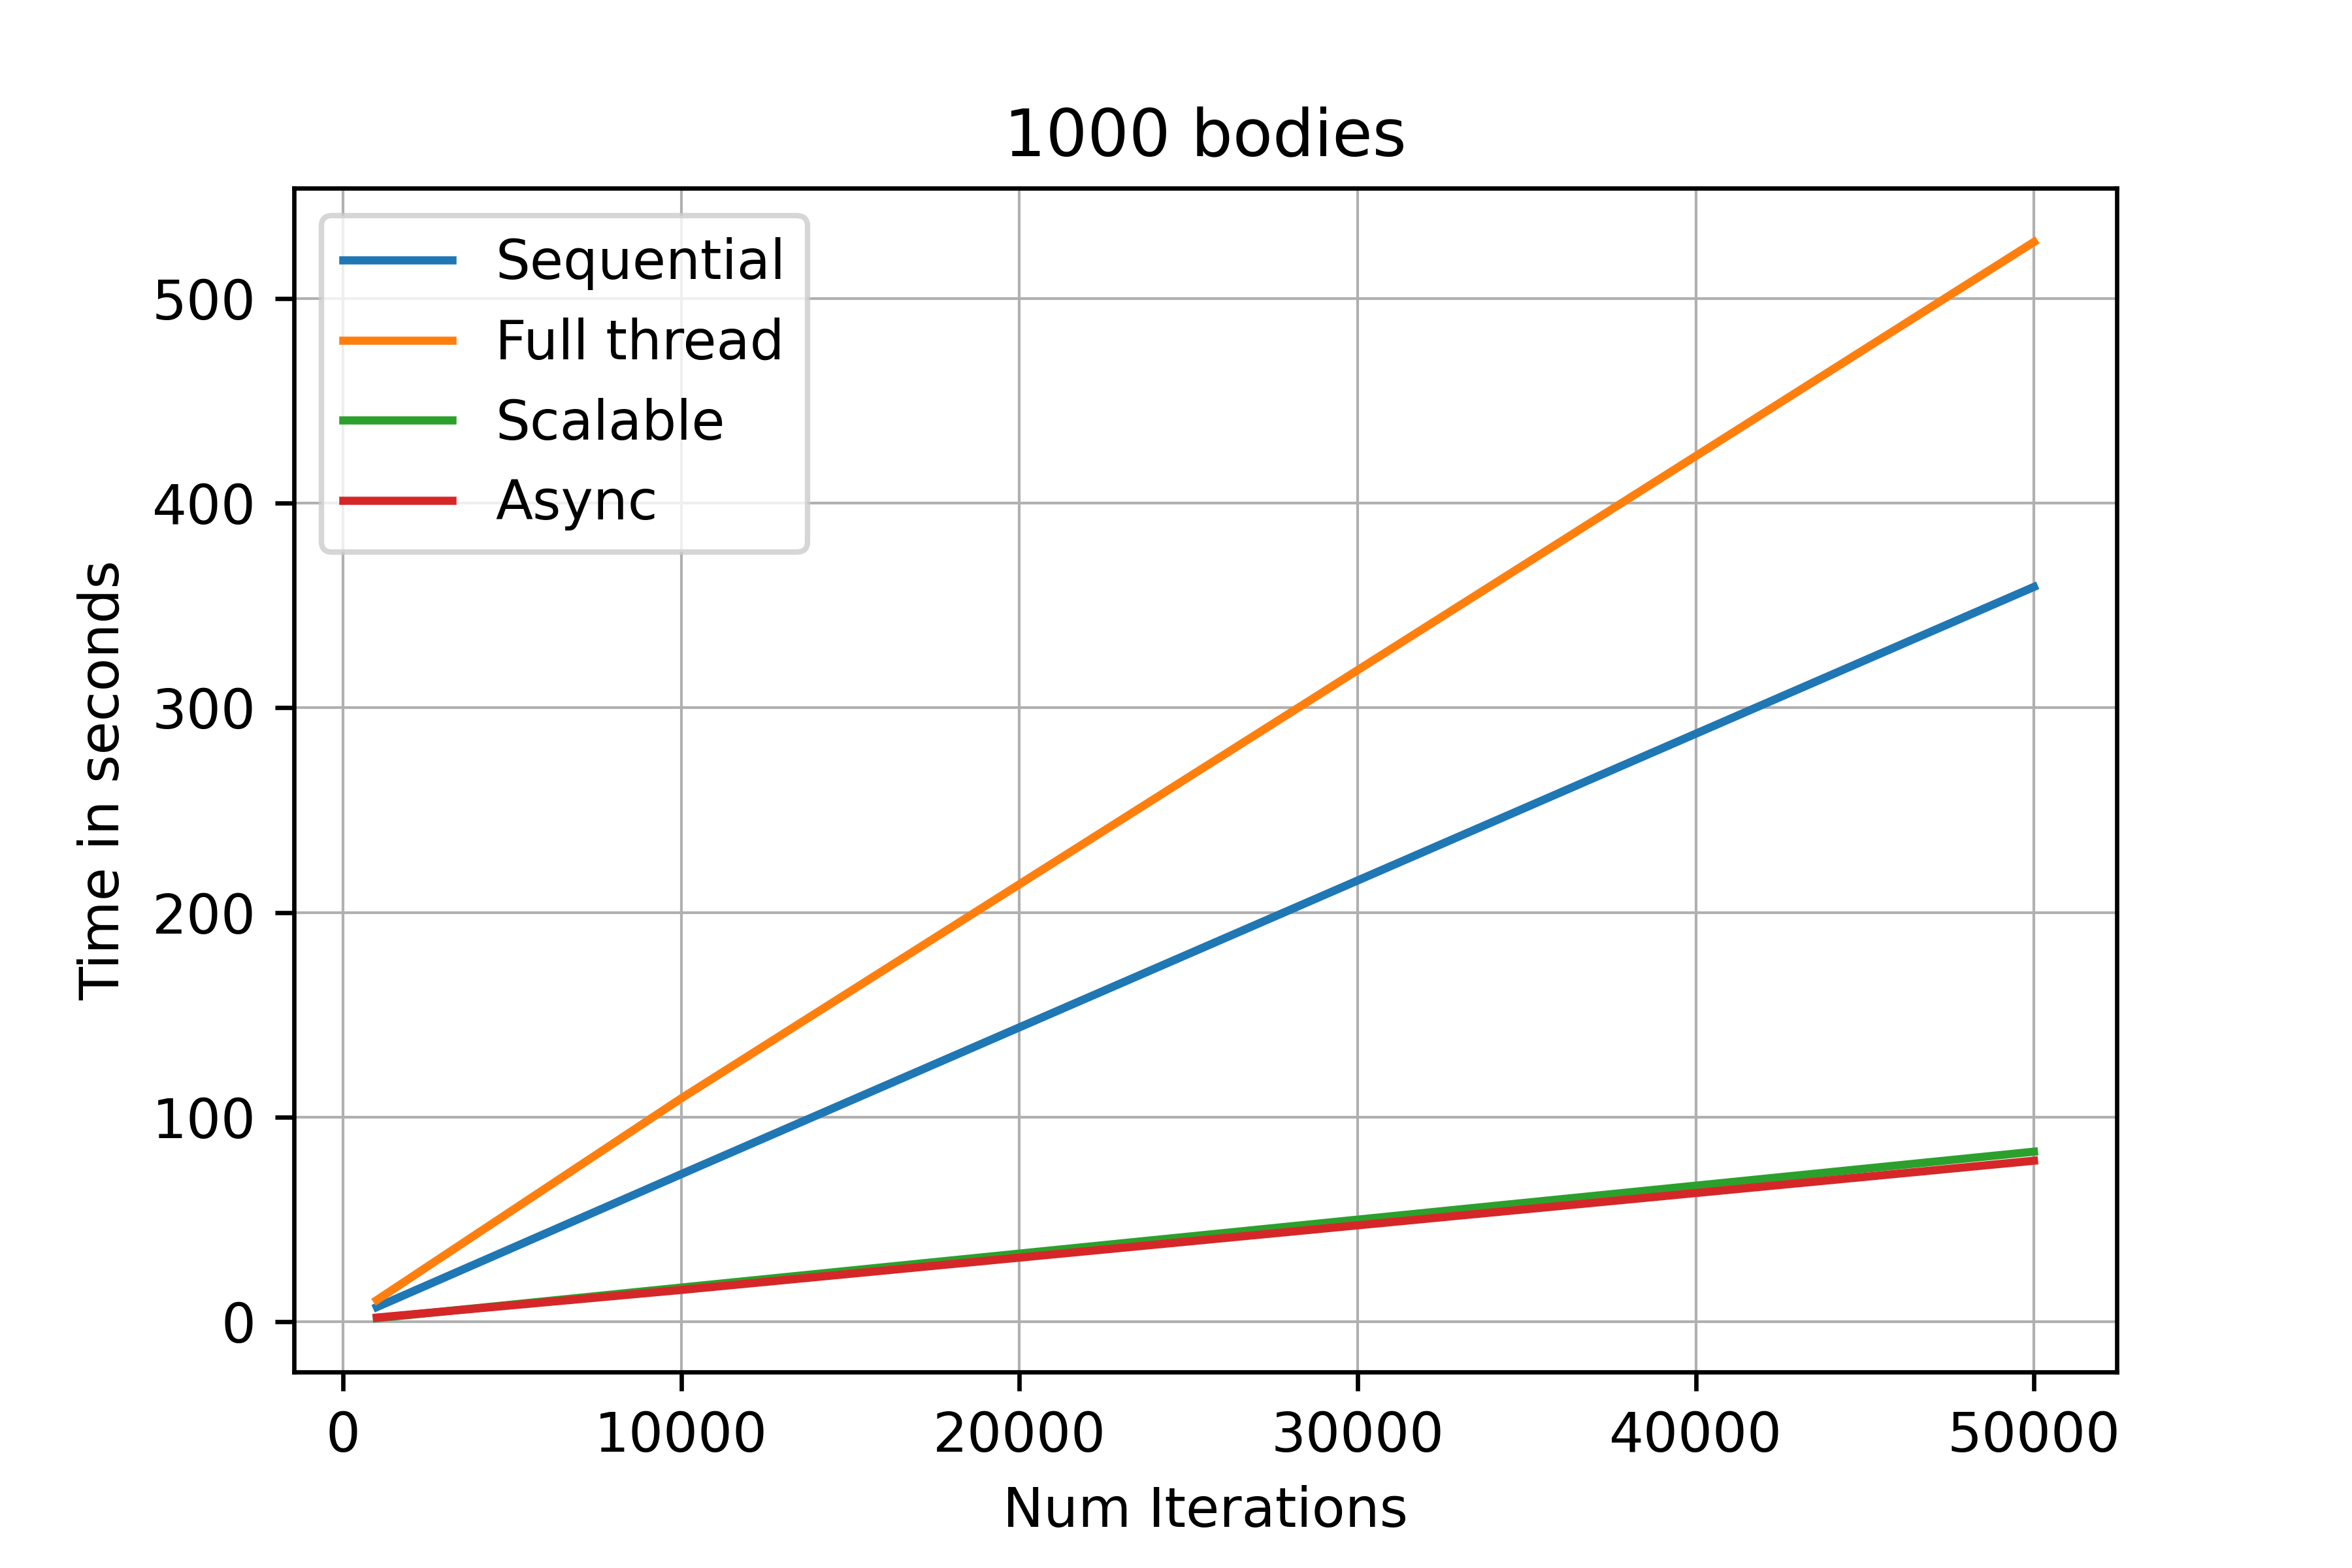 1000 bodies
Sequential
Full thread
Scalable
Async
500
400
300
200
100
0
Time in seconds
0 10000 20000 30000 40000 50000
Num Iterations